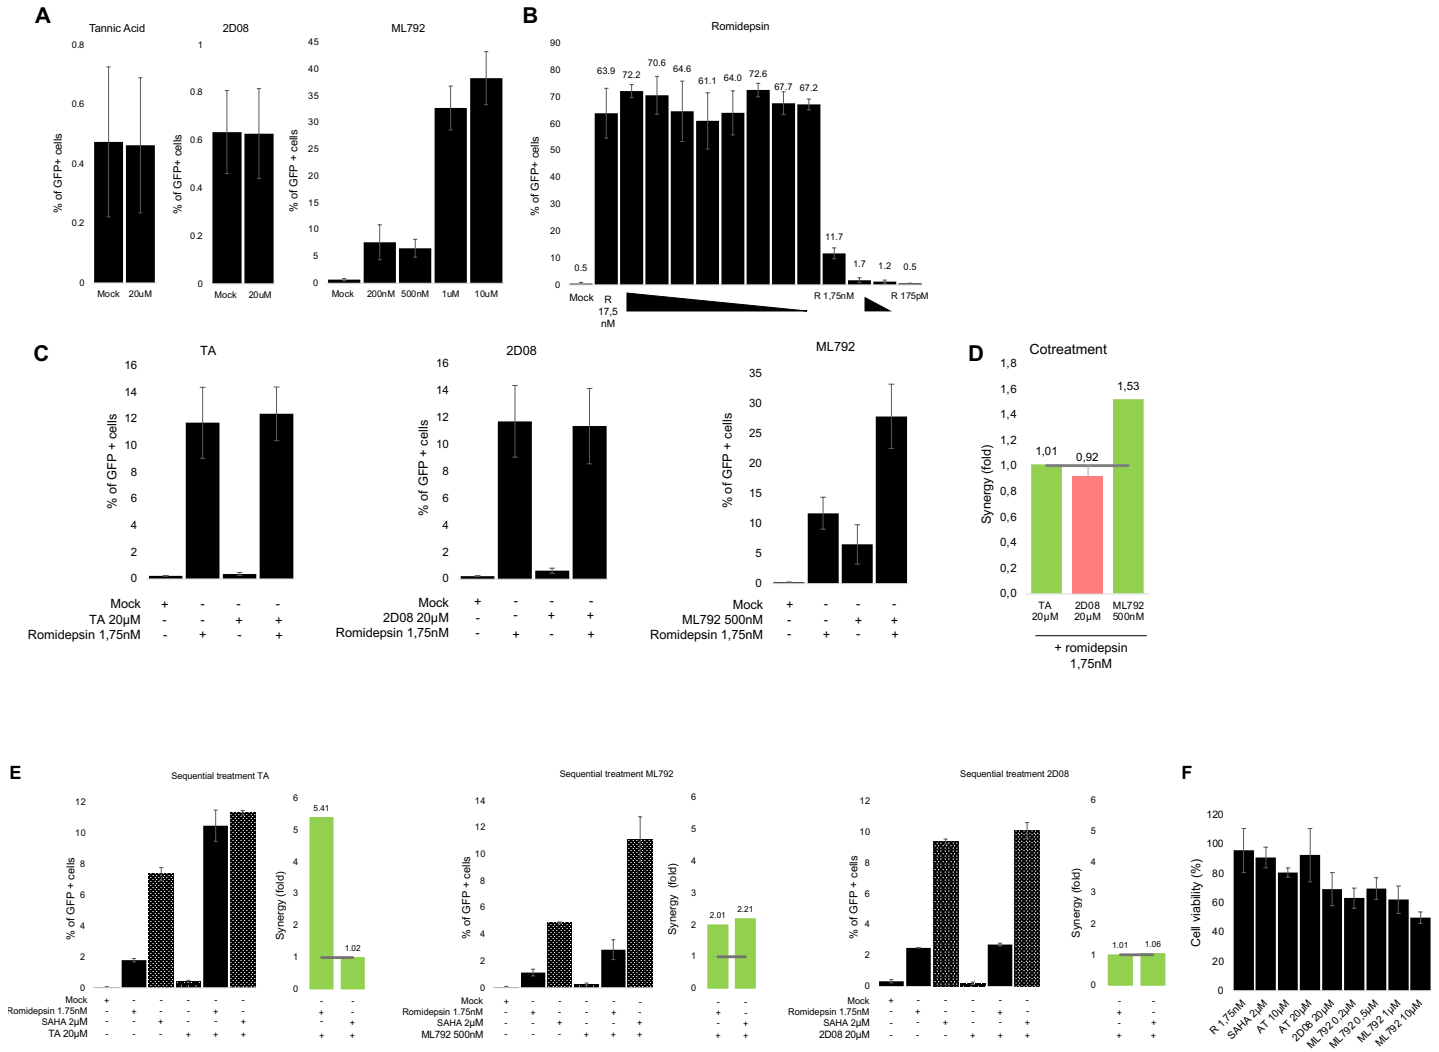 A
Tannic Acid
% of GFP+ cells
0.8
0.6
0.4
0.2
0
Mock 20uM
2D08
% of GFP+ cells
1
0.8
0.6
0.4
0.2
0
Mock 20uM
ML792
% of GFP + cells
45
40
35
30
25
20
15
10
5
0
Mock 200nM 500nM 1uM 10uM
B
Romidepsin
% of GFP+ cells
90
80
70
60
50
40
30
20
10
0
0.5 63.9 72.2 70.6 64.6 61.1 64.0 72.6 67.7 67.2 11.7 1.7 1.2 0.5
Mock R 17,5 nM R 1,75nM R 175pM
C
TA
% of GFP + cells
16
14
12
10
8
6
4
2
0
Mock + - - -
TA 20µM - - + +
Romidepsin 1,75nM - + - +
2D08
% of GFP + cells
16
14
12
10
8
6
4
2
0
Mock + - - -
2D08 20µM - - + +
Romidepsin 1,75nM - + - +
ML792
% of GFP + cells
35
30
25
20
15
10
5
0
Mock + - - -
ML792 500nM - - + +
Romidepsin 1,75nM - + - +
D
Cotreatment
Synergy (fold)
1,8
1,6
1,4
1,2
1,0
0,8
0,6
0,4
0,2
0,0
1,01 0,92 1,53
TA 2D08 ML792
20µM 20µM 500nM
+ romidepsin
1,75nM
E
Sequential treatment TA
% of GFP + cells
12
10
8
6
4
2
0
Synergy (fold)
6
5
4
3
2
1
0
5.41 1.02
Mock + - - - - - - -
Romidepsin 1.75nM - + - - + - + -
SAHA 2µM - - + - - + - +
TA 20µM - - - + + + + +
Sequential treatment ML792
% of GFP + cells
14
12
10
8
6
4
2
0
Synergy (fold)
6
5
4
3
2
1
0
2.01 2.21
Mock + - - - - - - -
Romidepsin 1.75nM - + - - + - + -
SAHA 2µM - - + - - + - +
ML792 500nM - - - + + + + +
Sequential treatment 2D08
% of GFP + cells
12
10
8
6
4
2
0
Synergy (fold)
6
5
4
3
2
1
0
1.01 1.06
Mock + - - - - - - -
Romidepsin 1.75nM - + - - + - + -
SAHA 2µM - - + - - + - +
2D08 20µM - - - + + + + +
F
Cell viability (%)
120
100
80
60
40
20
0
R 1,75nM
SAHA 2µM
AT 10µM
AT 20µM
2D08 20µM
ML792 0.2µM
ML792 0.5µM
ML792 1µM
ML792 10µM